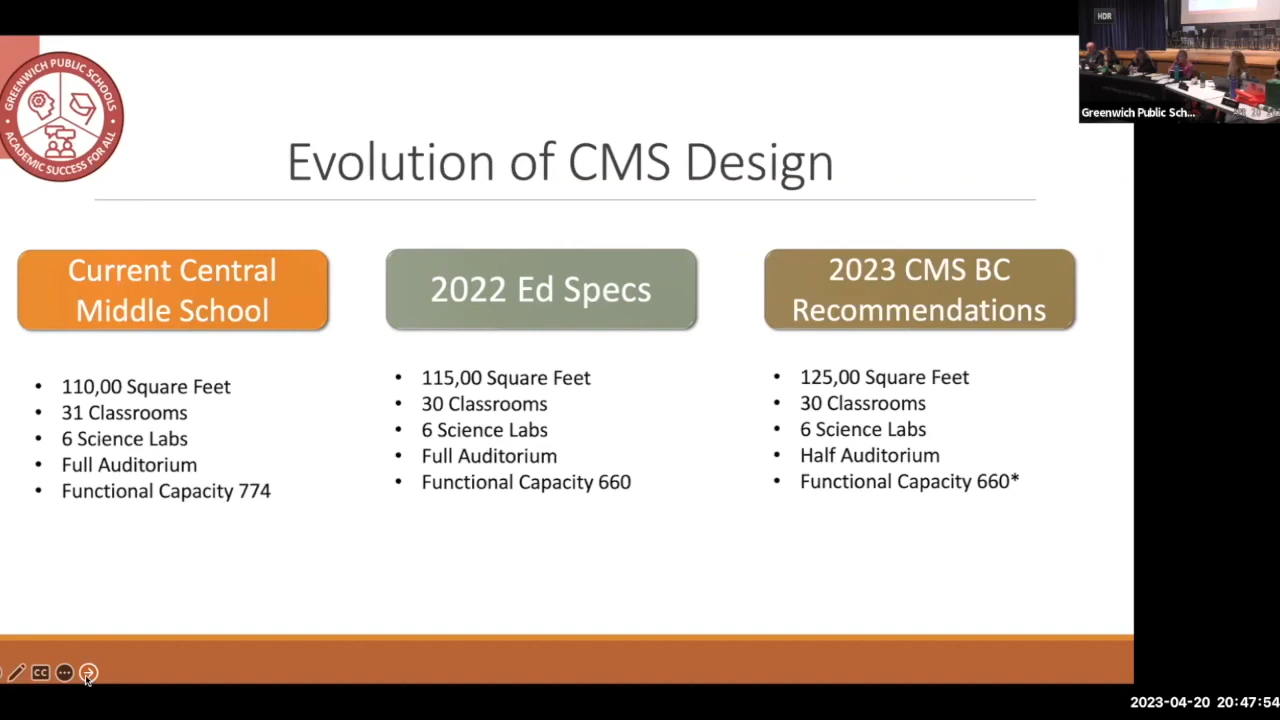 HDR
Greenwich Public Sch...
GREENWICH PUBLIC SCHOOLS
ACADEMIC SUCCESS FOR ALL
Evolution of CMS Design
Current Central
Middle School
• 110,00 Square Feet
• 31 Classrooms
• 6 Science Labs
• Full Auditorium
• Functional Capacity 774
2022 Ed Specs
• 115,00 Square Feet
• 30 Classrooms
• 6 Science Labs
• Full Auditorium
• Functional Capacity 660
2023 CMS BC
Recommendations
• 125,00 Square Feet
• 30 Classrooms
• 6 Science Labs
• Half Auditorium
• Functional Capacity 660*
CC
2023-04-20 20:47:54